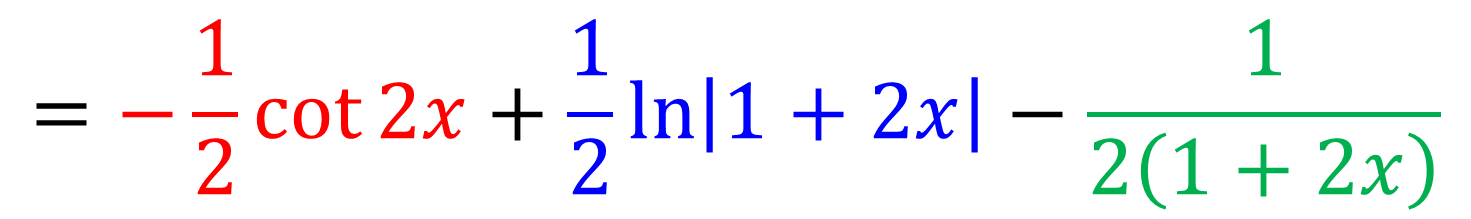 = −1/2 cot 2x + 1/2 ln|1 + 2x| − 1/(2(1 + 2x))